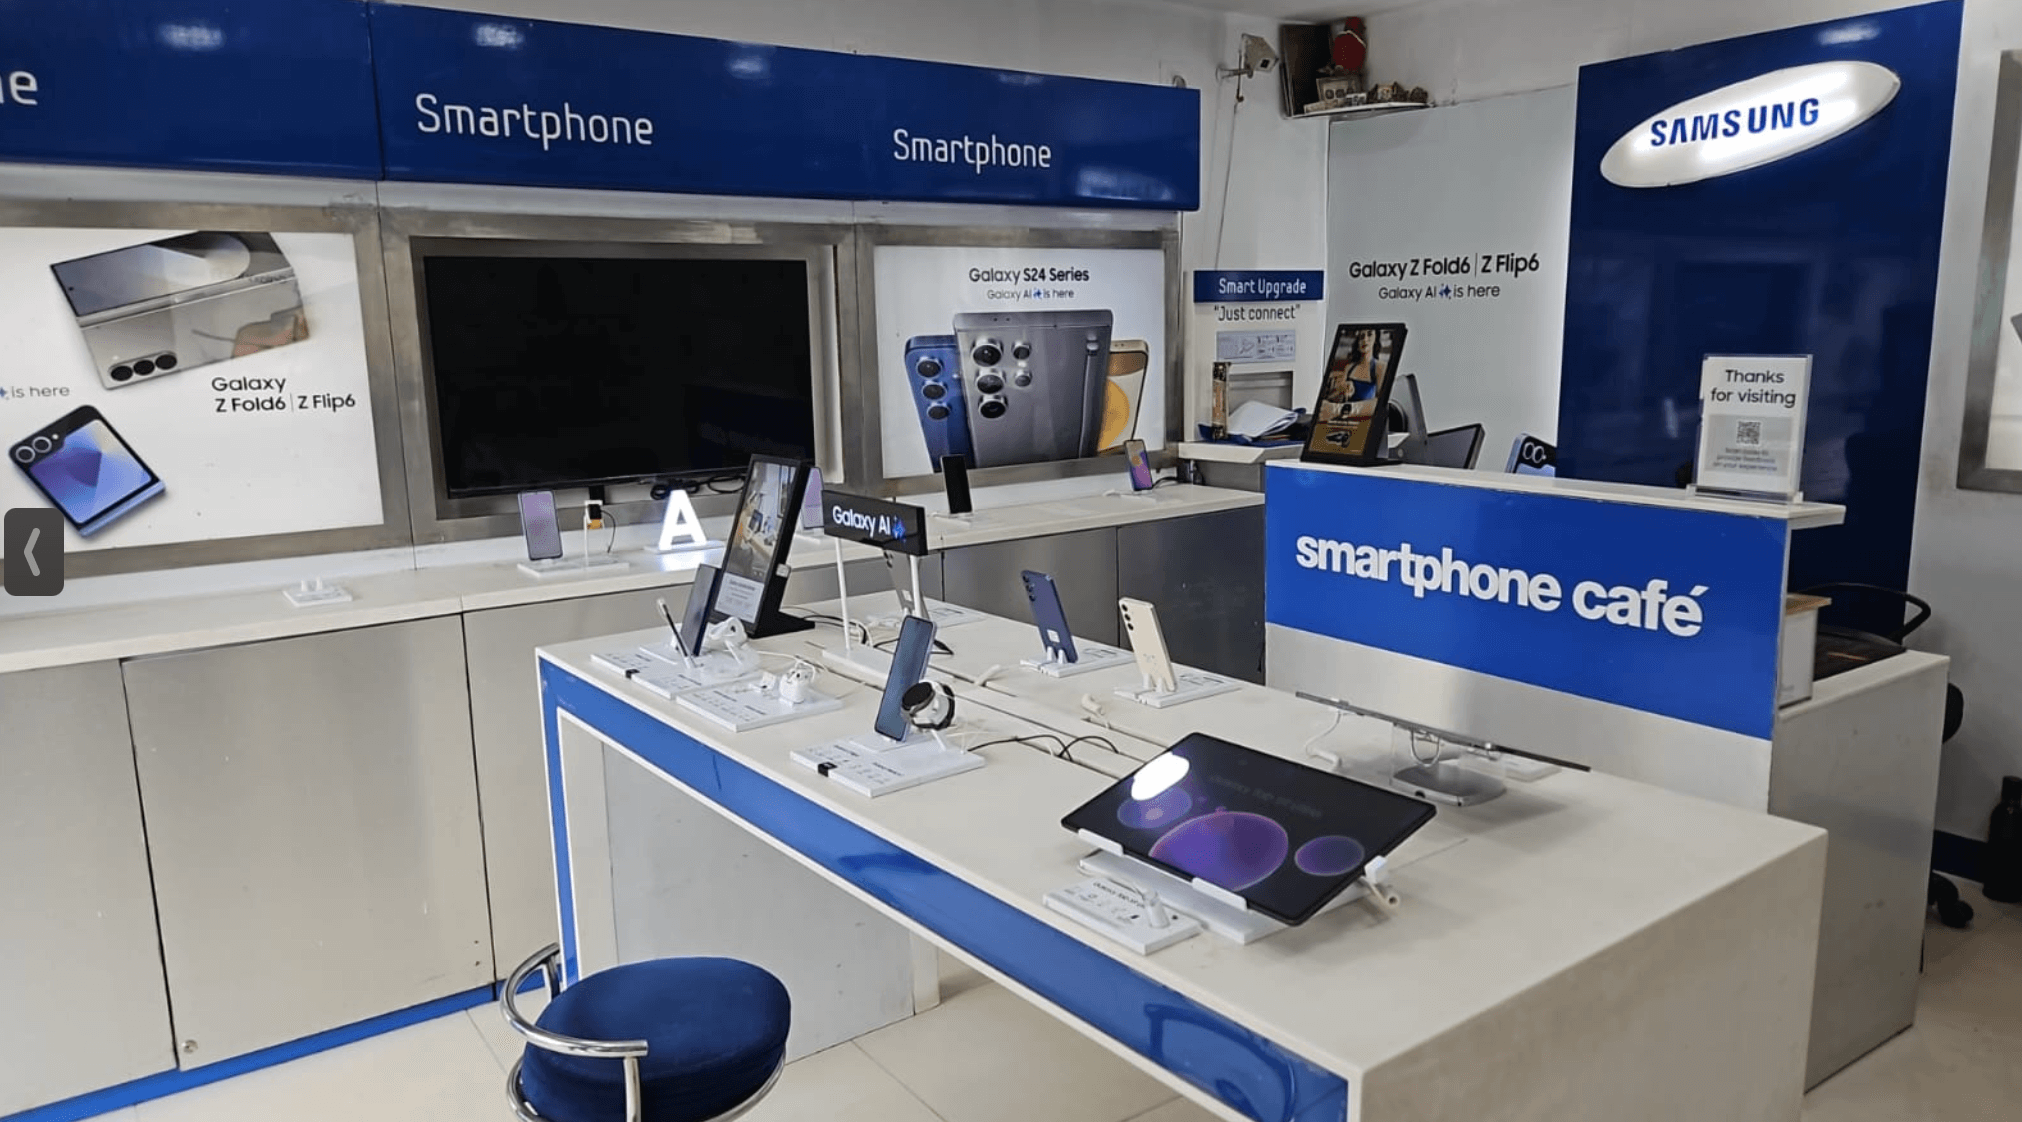 Smartphone
Smartphone
SAMSUNG
is here
Galaxy
Z Fold6 | Z Flip6
Galaxy S24 Series
Galaxy AI is here
Smart Upgrade
"Just connect"
Galaxy Z Fold6 | Z Flip6
Galaxy AI is here
Thanks
for visiting
A
Galaxy AI
smartphone café